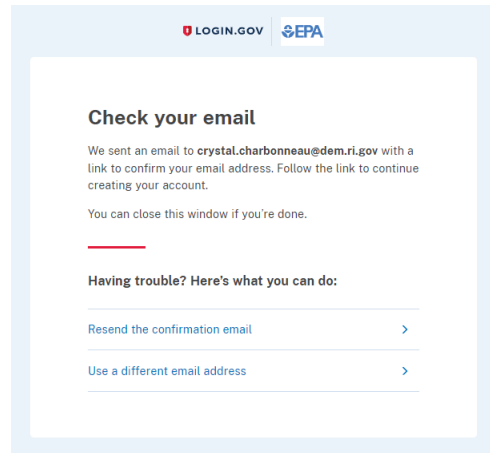 LOGIN.GOV EPA
Check your email
We sent an email to crystal.charbonneau@dem.ri.gov with a
link to confirm your email address. Follow the link to continue
creating your account.
You can close this window if you're done.
Having trouble? Here's what you can do:
Resend the confirmation email
Use a different email address